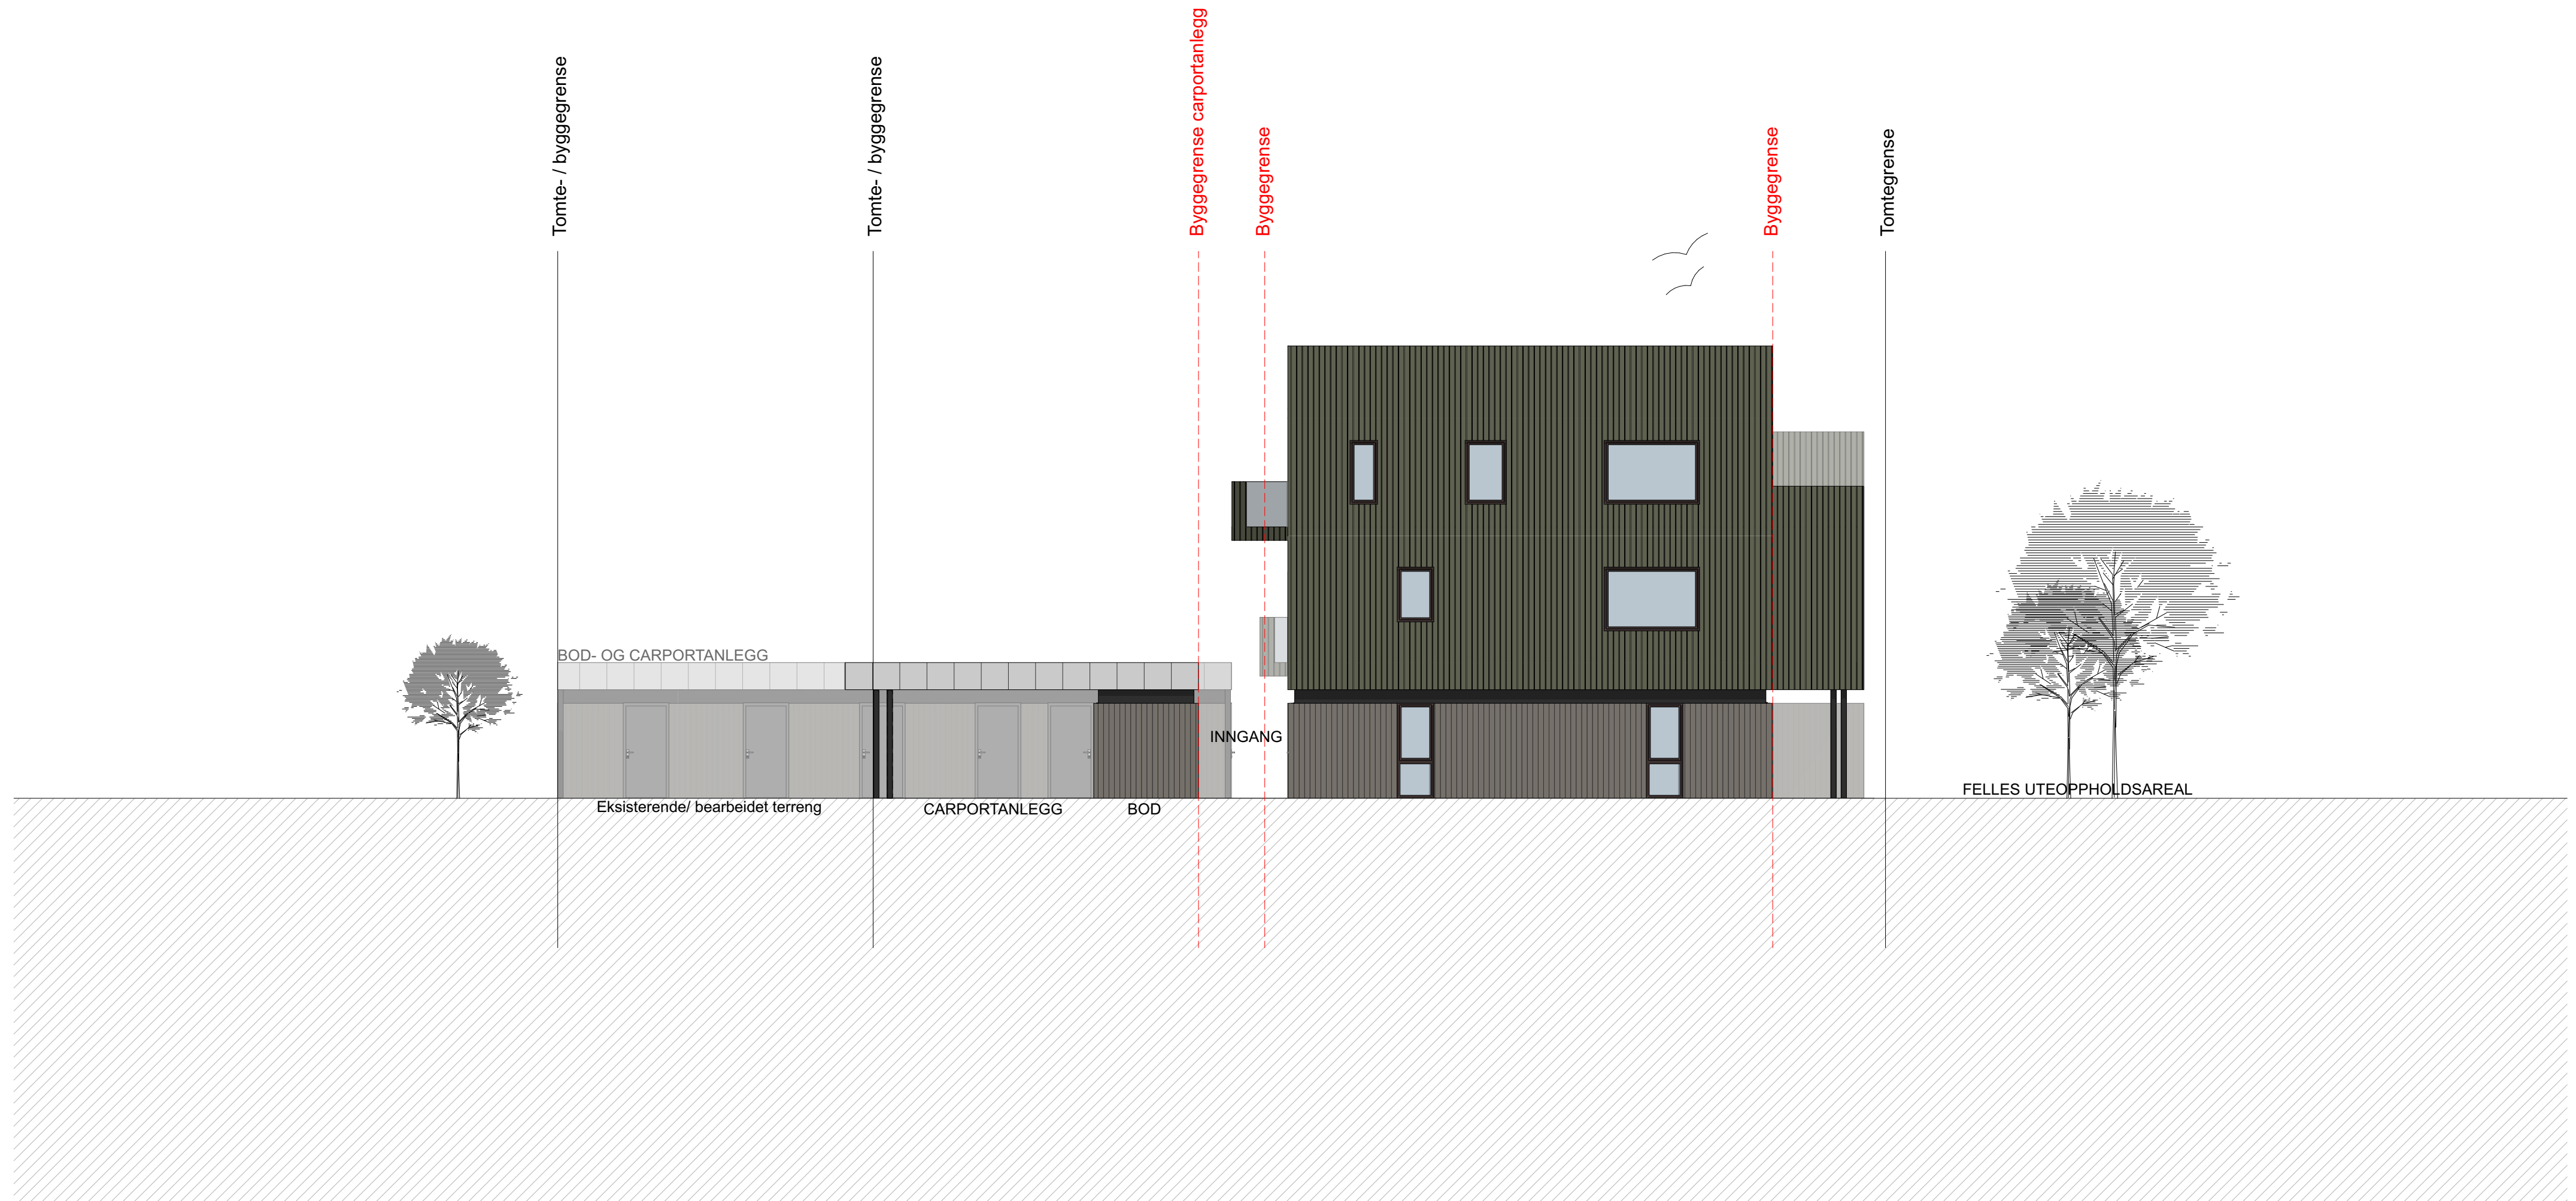 Tomte- / byggegrense
Tomte- / byggegrense
Byggegrense carportanlegg
Byggegrense
Byggegrense
Tomtegrense
BOD- OG CARPORTANLEGG
INNGANG
Eksisterende/ bearbeidet terreng
CARPORTANLEGG
BOD
FELLES UTEOPPHOLDSAREAL